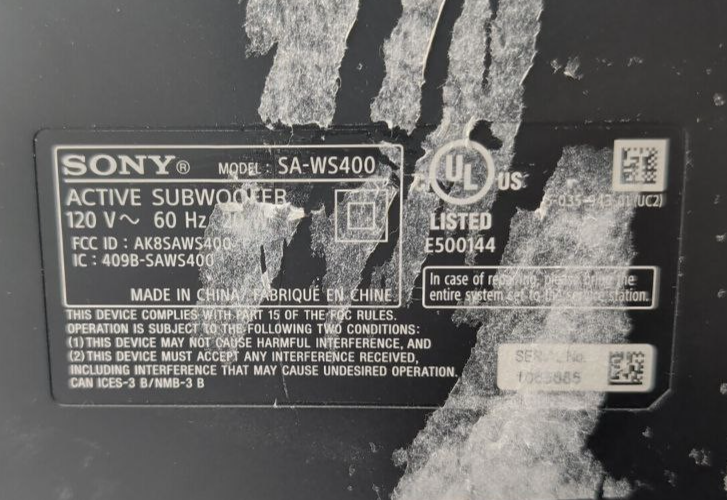 SONY® MODEL : SA-WS400
ACTIVE SUBWOOFER
120 V~ 60 Hz
FCC ID : AK8SAWS400
IC : 409B-SAWS400
MADE IN CHINA / FABRIQUÉ EN CHINE
THIS DEVICE COMPLIES WITH PART 15 OF THE FCC RULES.
OPERATION IS SUBJECT TO THE FOLLOWING TWO CONDITIONS:
(1) THIS DEVICE MAY NOT CAUSE HARMFUL INTERFERENCE, AND
(2) THIS DEVICE MUST ACCEPT ANY INTERFERENCE RECEIVED,
INCLUDING INTERFERENCE THAT MAY CAUSE UNDESIRED OPERATION.
CAN ICES-3 B/NMB-3 B
C UL US
LISTED
E500144
In case of repairing, please bring the
entire system set to the service station.
SERIAL No.